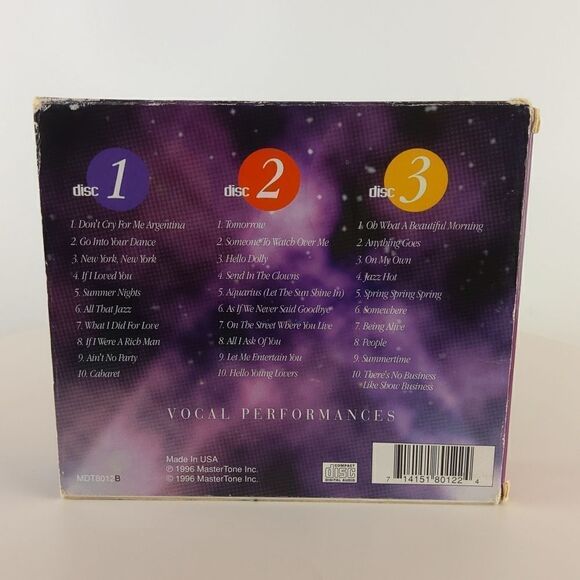 disc 1
1. Don't Cry For Me Argentina
2. Go Into Your Dance
3. New York, New York
4. If I Loved You
5. Summer Nights
6. All That Jazz
7. What I Did For Love
8. If I Were A Rich Man
9. Ain't No Party
10. Cabaret
disc 2
1. Tomorrow
2. Someone To Watch Over Me
3. Hello Dolly
4. Send In The Clowns
5. Aquarius (Let The Sun Shine In)
6. As If We Never Said Goodbye
7. On The Street Where You Live
8. All I Ask Of You
9. Let Me Entertain You
10. Hello Young Lovers
disc 3
1. Oh What A Beautiful Morning
2. Anything Goes
3. On My Own
4. Jazz Hot
5. Spring Spring Spring
6. Somewhere
7. Being Alive
8. People
9. Summertime
10. There's No Business
Like Show Business
VOCAL PERFORMANCES
MDT8012B
Made In USA
℗ 1996 MasterTone Inc.
© 1996 MasterTone Inc.
COMPACT
disc
DIGITAL AUDIO
7 14151 80122 4